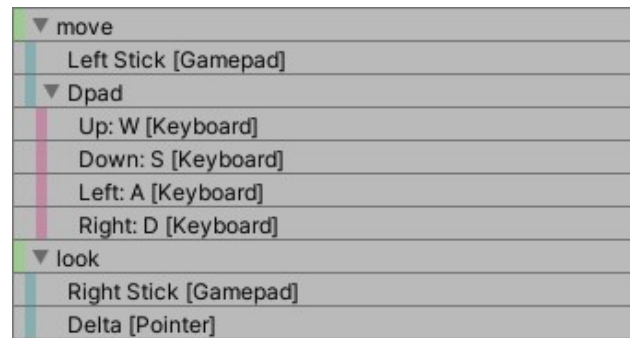 move
Left Stick [Gamepad]
Dpad
Up: W [Keyboard]
Down: S [Keyboard]
Left: A [Keyboard]
Right: D [Keyboard]
look
Right Stick [Gamepad]
Delta [Pointer]